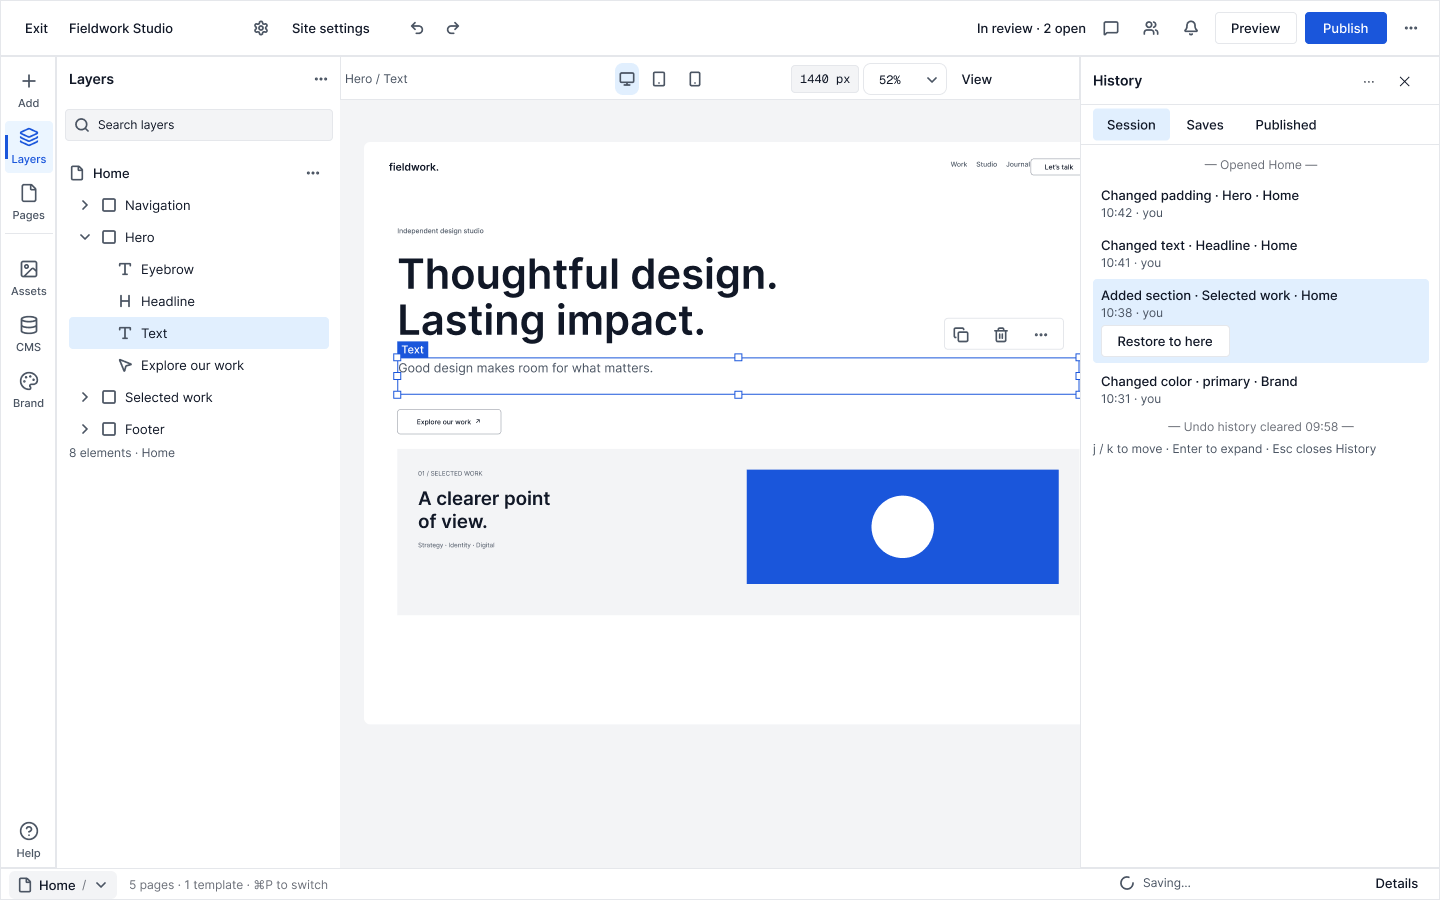 Exit
Fieldwork Studio
Site settings
In review · 2 open
Preview
Publish
Add
Layers
Pages
Assets
CMS
Brand
Help
Layers
Search layers
Home
Navigation
Hero
Eyebrow
Headline
Text
Explore our work
Selected work
Footer
8 elements · Home
Hero / Text
1440 px
52%
View
fieldwork.
Work
Studio
Journal
Let's talk
Independent design studio
Thoughtful design.
Lasting impact.
Text
Good design makes room for what matters.
Explore our work ↗
01 / SELECTED WORK
A clearer point
of view.
Strategy · Identity · Digital
History
Session
Saves
Published
— Opened Home —
Changed padding · Hero · Home
10:42 · you
Changed text · Headline · Home
10:41 · you
Added section · Selected work · Home
10:38 · you
Restore to here
Changed color · primary · Brand
10:31 · you
— Undo history cleared 09:58 —
j / k to move · Enter to expand · Esc closes History
Home /
5 pages · 1 template · ⌘P to switch
Saving...
Details